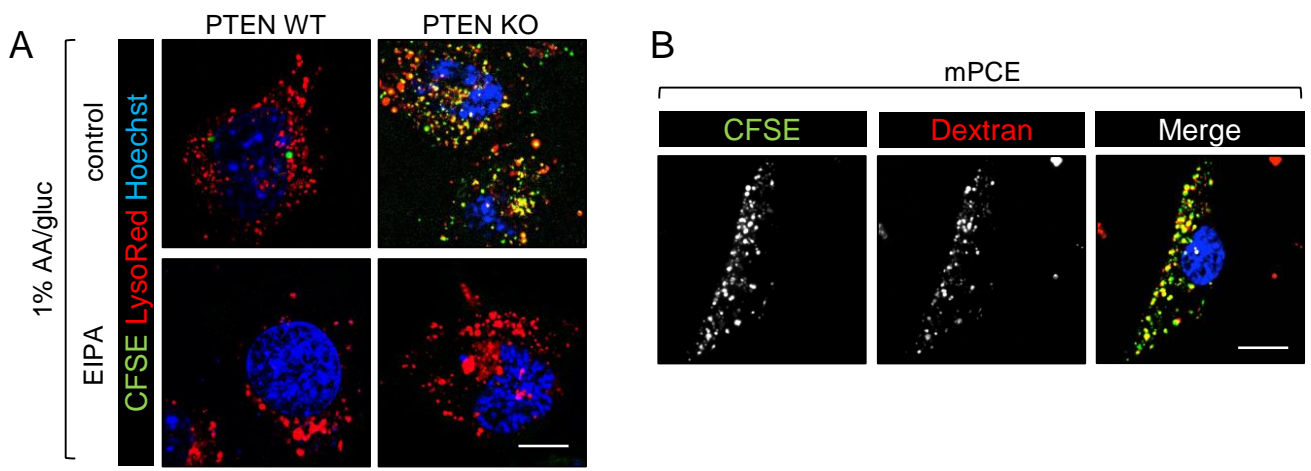 A
PTEN WT
PTEN KO
1% AA/gluc
control
EIPA
CFSE LysoRed Hoechst
B
mPCE
CFSE
Dextran
Merge